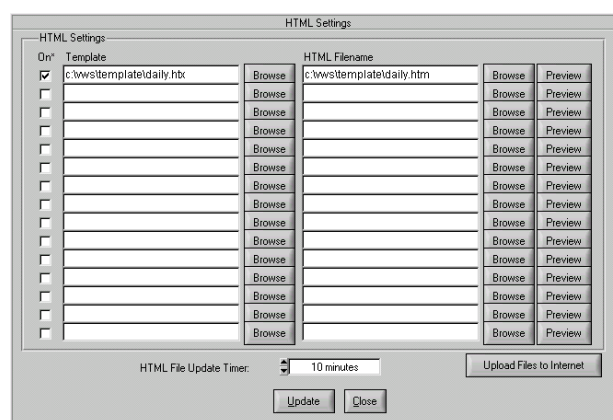 HTML Settings
HTML Settings
On* Template HTML Filename
c:\vws\template\daily.htx Browse c:\vws\template\daily.htm Browse Preview
Browse Browse Preview
Browse Browse Preview
Browse Browse Preview
Browse Browse Preview
Browse Browse Preview
Browse Browse Preview
Browse Browse Preview
Browse Browse Preview
Browse Browse Preview
Browse Browse Preview
Browse Browse Preview
Browse Browse Preview
Browse Browse Preview
Browse Browse Preview
HTML File Update Timer: 10 minutes Upload Files to Internet
Update Close